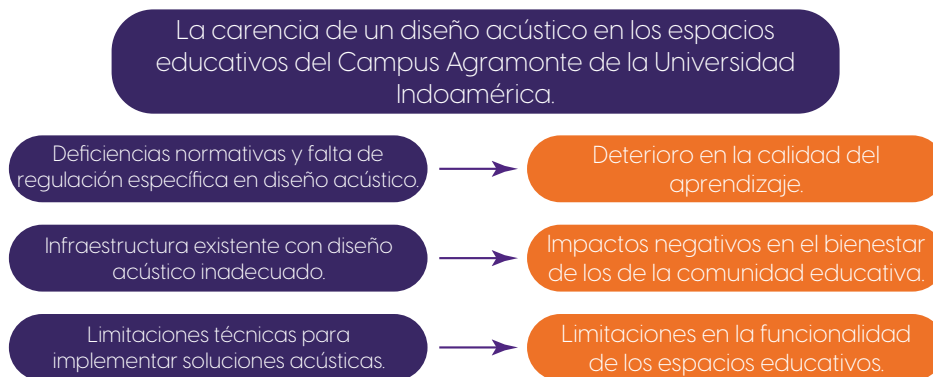 La carencia de un diseño acústico en los espacios
educativos del Campus Agramonte de la Universidad
Indoamérica.
Deficiencias normativas y falta de
regulación específica en diseño acústico.
Deterioro en la calidad del
aprendizaje.
Infraestructura existente con diseño
acústico inadecuado.
Impactos negativos en el bienestar
de los de la comunidad educativa.
Limitaciones técnicas para
implementar soluciones acústicas.
Limitaciones en la funcionalidad
de los espacios educativos.